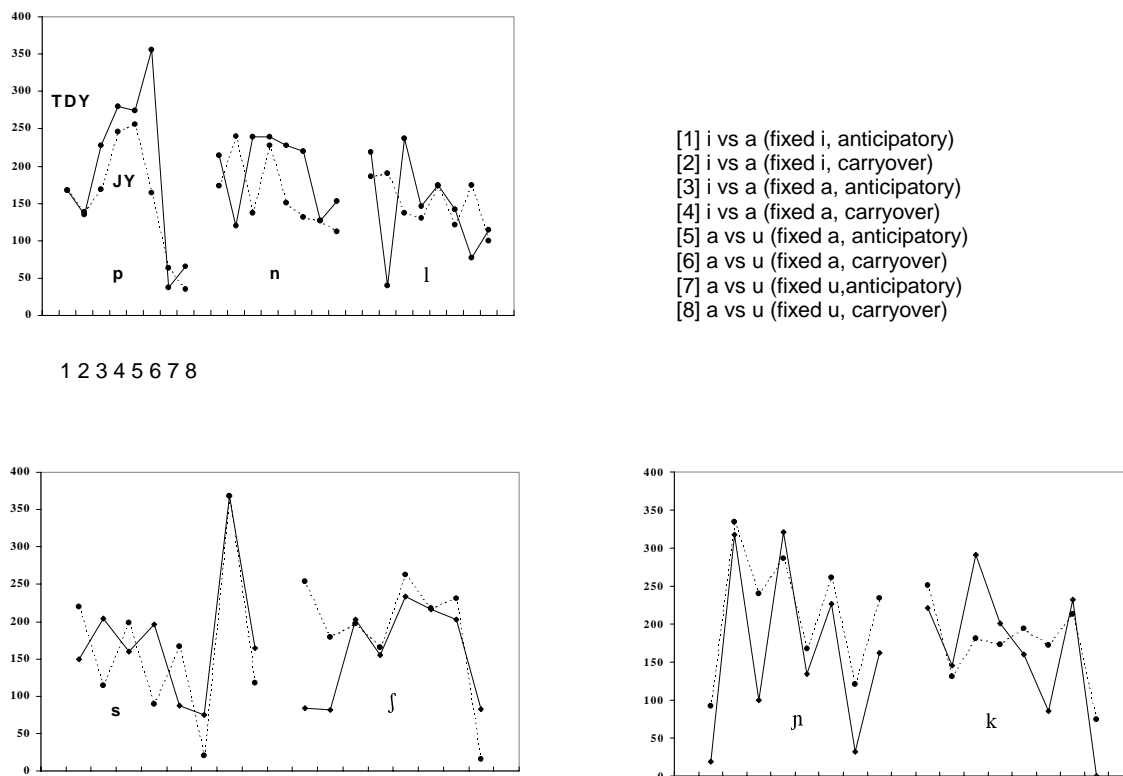 400
350
300
250
200
150
100
50
0
TDY
JY
p n l
1 2 3 4 5 6 7 8
[1] i vs a (fixed i, anticipatory)
[2] i vs a (fixed i, carryover)
[3] i vs a (fixed a, anticipatory)
[4] i vs a (fixed a, carryover)
[5] a vs u (fixed a, anticipatory)
[6] a vs u (fixed a, carryover)
[7] a vs u (fixed u,anticipatory)
[8] a vs u (fixed u, carryover)
400
350
300
250
200
150
100
50
0
s ʃ
400
350
300
250
200
150
100
50
0
ɲ k